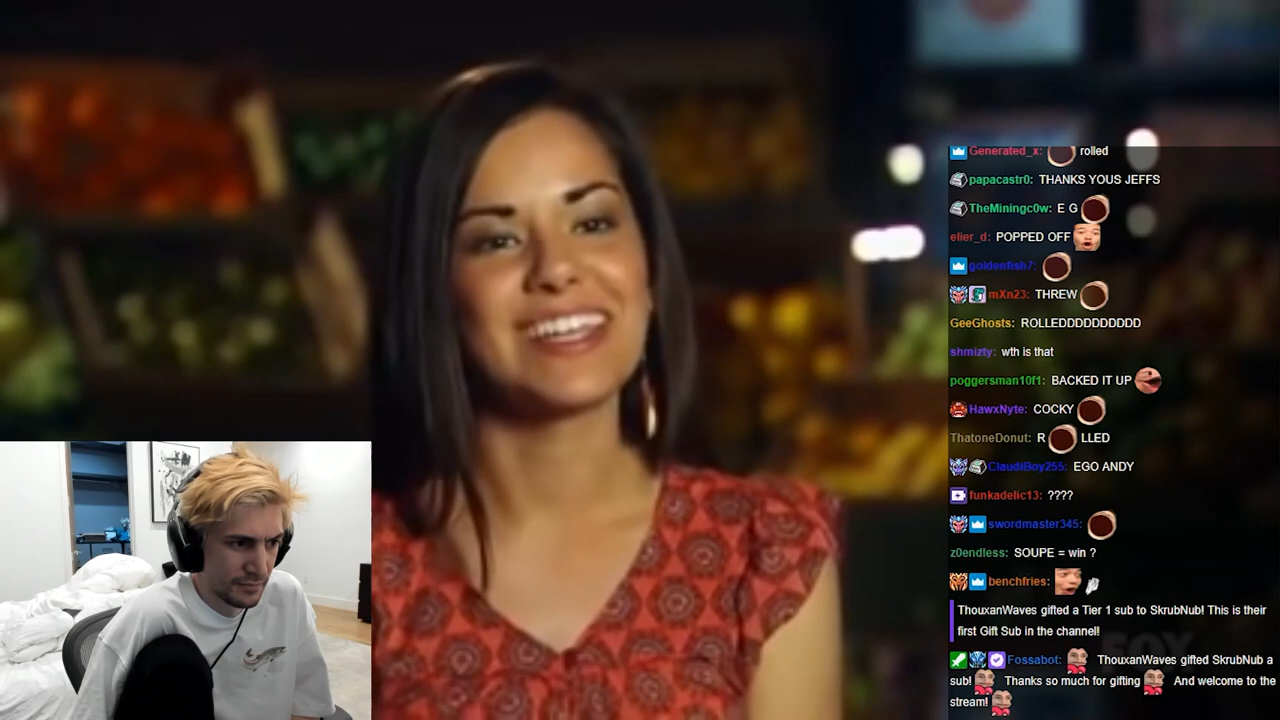 Generated_x: rolled
papacastr0: THANKS YOUS JEFFS
TheMiningc0w: E G
elier_d: POPPED OFF
goldenfish7:
mXn23: THREW
GeeGhosts: ROLLEDDDDDDDDDD
shmizty: wth is that
poggersman10f1: BACKED IT UP
HawxNyte: COCKY
ThatoneDonut: R LLED
ClaudiBoy255: EGO ANDY
funkadelic13: ????
swordmaster345:
z0endless: SOUPE = win ?
benchfries:
ThouxanWaves gifted a Tier 1 sub to SkrubNub! This is their
first Gift Sub in the channel!
FOX
Fossabot: ThouxanWaves gifted SkrubNub a
sub! Thanks so much for gifting And welcome to the
stream!